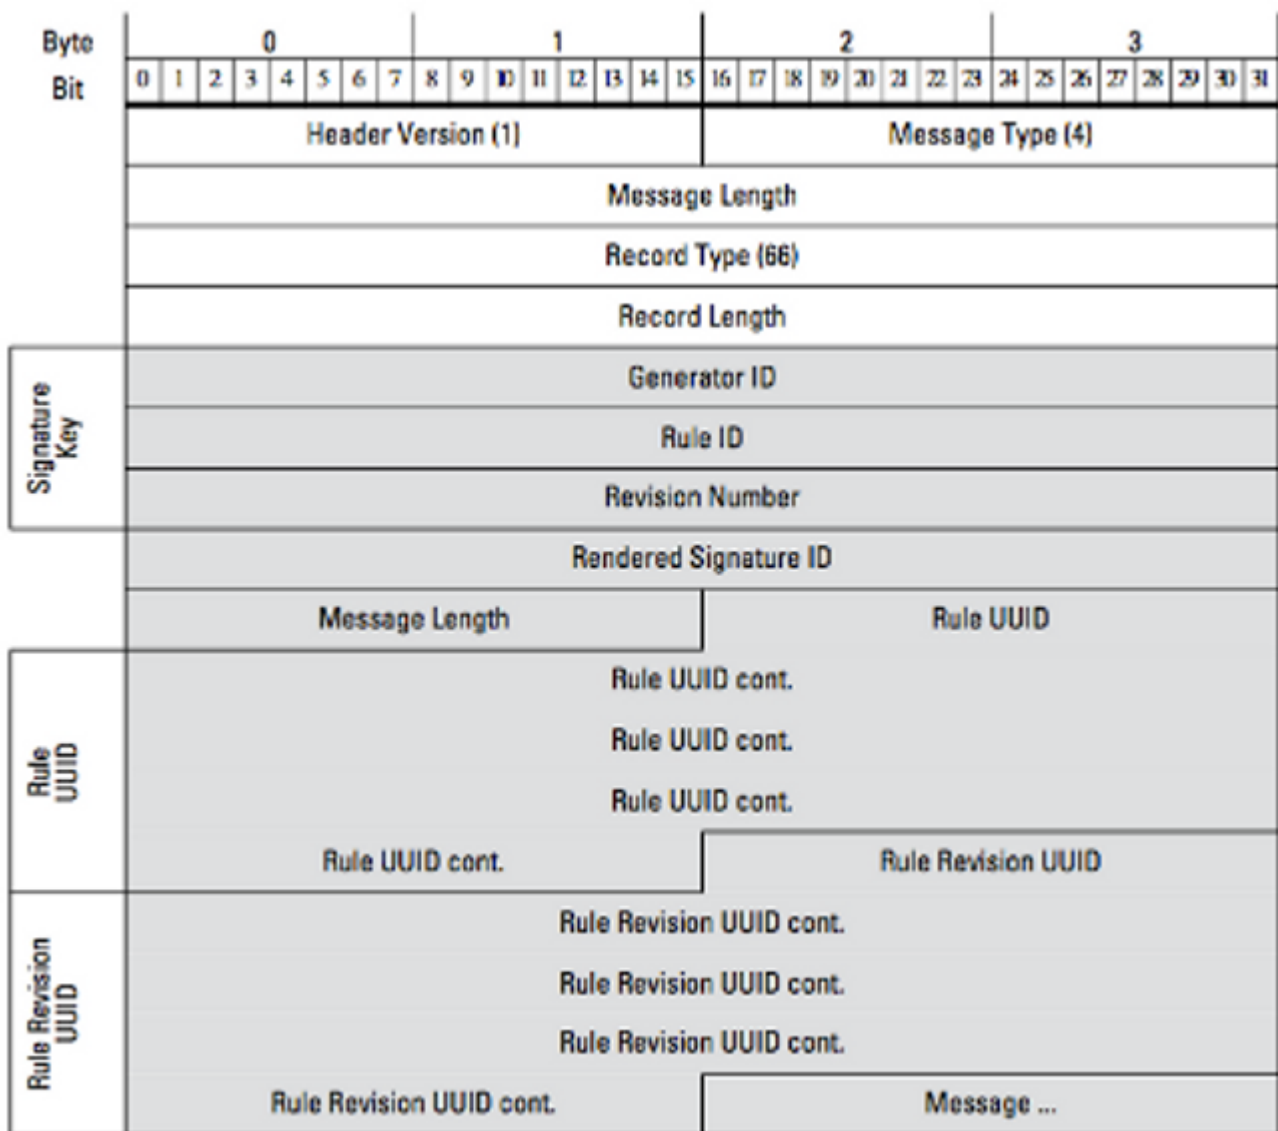 Byte 0 1 2 3
Bit 0 1 2 3 4 5 6 7 8 9 10 11 12 13 14 15 16 17 18 19 20 21 22 23 24 25 26 27 28 29 30 31
Header Version (1) Message Type (4)
Message Length
Record Type (66)
Record Length
Signature
Key
Generator ID
Rule ID
Revision Number
Rendered Signature ID
Message Length Rule UUID
Rule
UUID
Rule UUID cont.
Rule UUID cont.
Rule UUID cont.
Rule UUID cont. Rule Revision UUID
Rule Revision
UUID
Rule Revision UUID cont.
Rule Revision UUID cont.
Rule Revision UUID cont.
Rule Revision UUID cont. Message ...